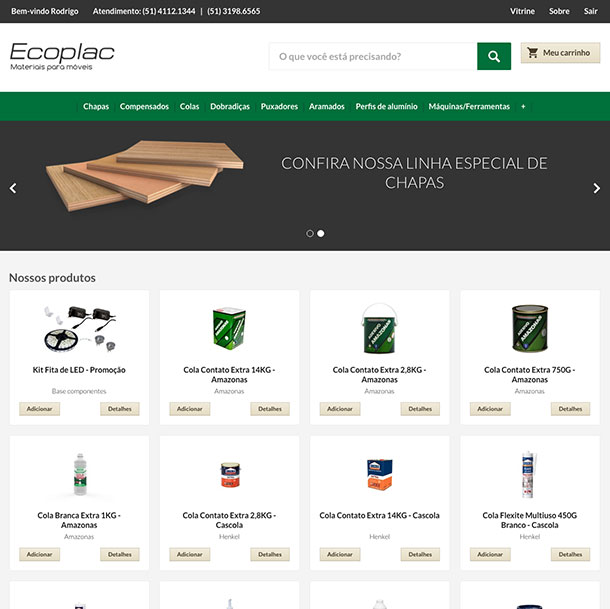 Bem-vindo Rodrigo Atendimento: (51) 4112.1344 | (51) 3198.6565 Vitrine Sobre Sair
Ecoplac
Materiais para móveis
O que você está precisando?
Meu carrinho
Chapas Compensados Colas Dobradiças Puxadores Aramados Perfis de alumínio Máquinas/Ferramentas +
CONFIRA NOSSA LINHA ESPECIAL DE
CHAPAS
Nossos produtos
Kit Fita de LED - Promoção
Base componentes
Adicionar Detalhes
Cola Contato Extra 14KG -
Amazonas
Amazonas
Adicionar Detalhes
Cola Contato Extra 2,8KG -
Amazonas
Amazonas
Adicionar Detalhes
Cola Contato Extra 750G -
Amazonas
Amazonas
Adicionar Detalhes
Cola Branca Extra 1KG -
Amazonas
Amazonas
Adicionar Detalhes
Cola Contato Extra 2,8KG -
Cascola
Henkel
Adicionar Detalhes
Cola Contato Extra 14KG - Cascola
Henkel
Adicionar Detalhes
Cola Flexite Multiuso 450G
Branco - Cascola
Henkel
Adicionar Detalhes